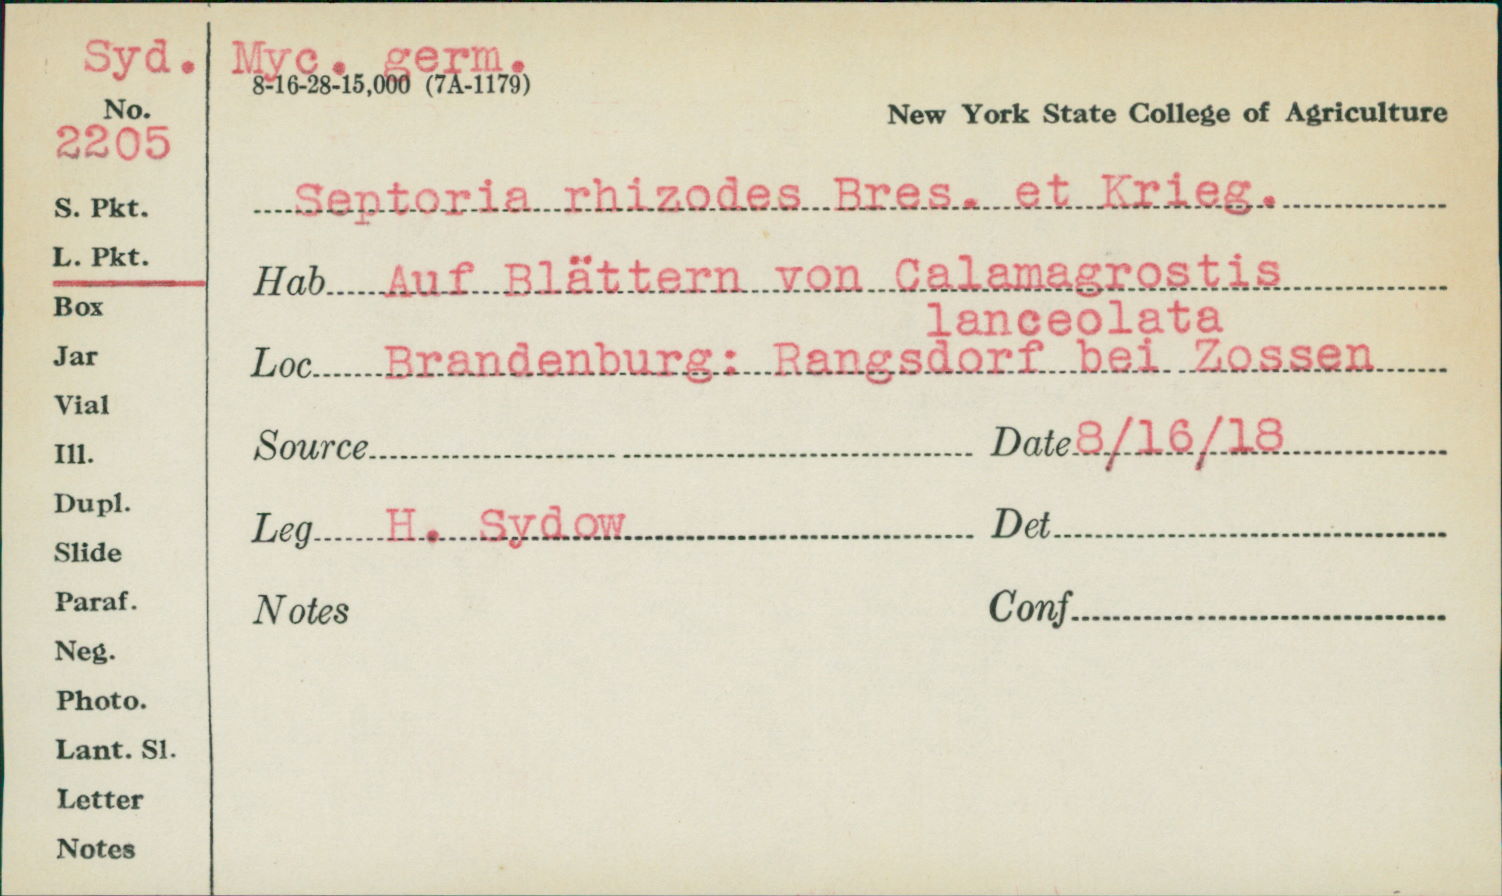 Syd. Myc. germ.
8-16-28-15,000 (7A-1179)
No.
2205
New York State College of Agriculture
S. Pkt.
Septoria rhizodes Bres. et Krieg.
L. Pkt.
Hab Auf Blättern von Calamagrostis
lanceolata
Box
Jar
Loc Brandenburg: Rangsdorf bei Zossen
Vial
Ill.
Source Date 8/16/18
Dupl.
Leg H. Sydow Det
Slide
Paraf.
Notes Conf
Neg.
Photo.
Lant. Sl.
Letter
Notes